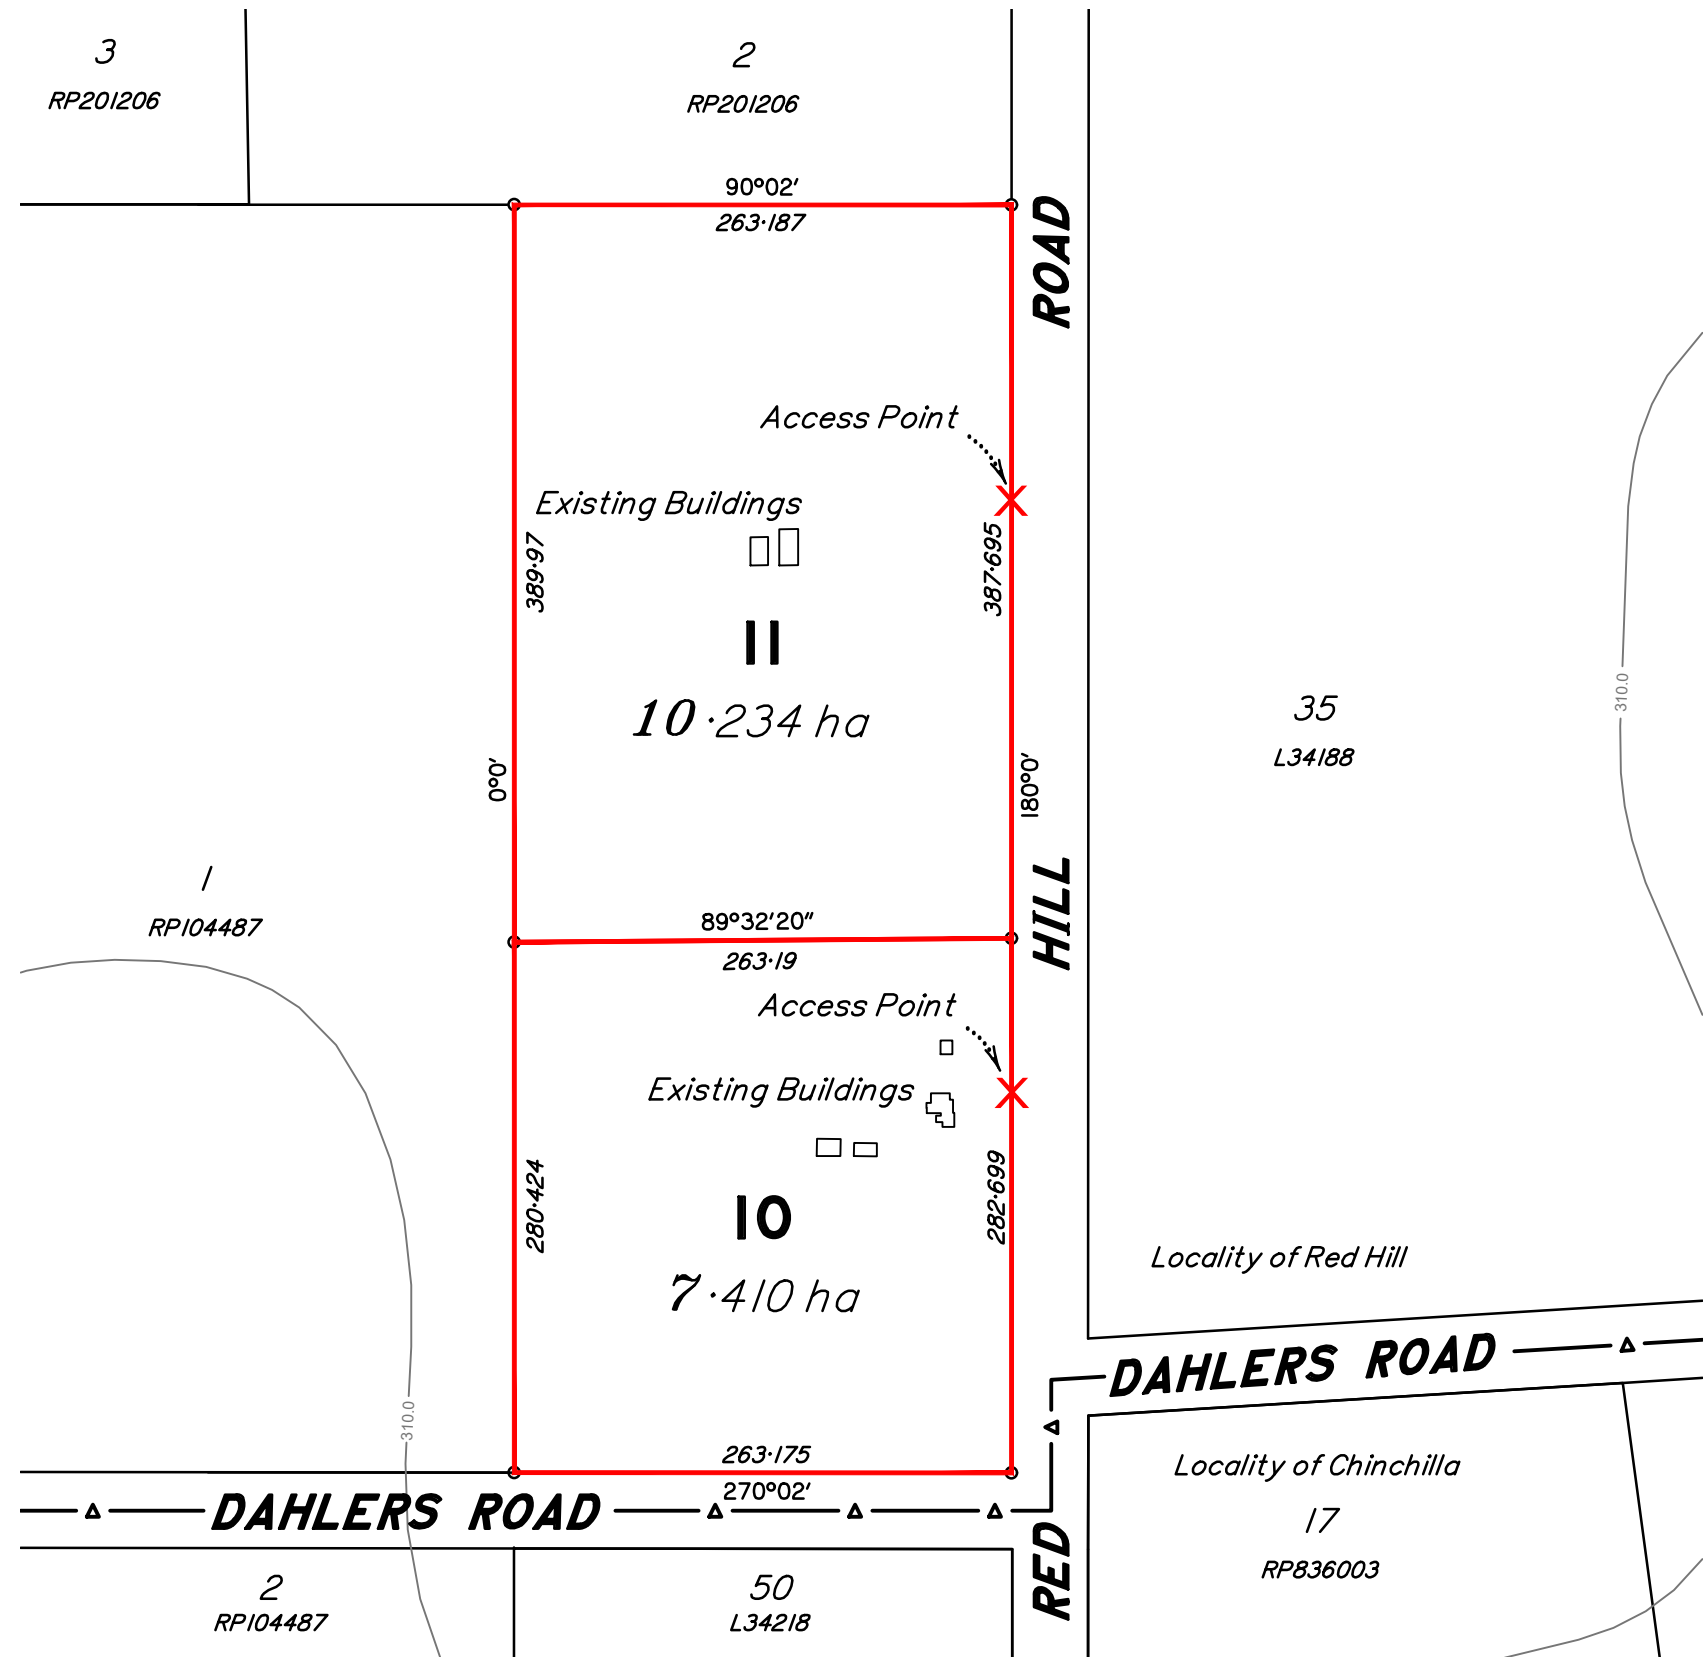 3
RP201206
2
RP201206
90°02'
263·187
ROAD
Access Point
Existing Buildings
389·97
387·695
11
10·234 ha
0°0'
180°0'
35
L34188
310.0
1
RP104487
HILL
89°32'20"
263·19
Access Point
Existing Buildings
280·424
282·699
10
7·410 ha
Locality of Red Hill
DAHLERS ROAD
310.0
263·175
270°02'
DAHLERS ROAD
Locality of Chinchilla
17
RP836003
RED
2
RP104487
50
L34218